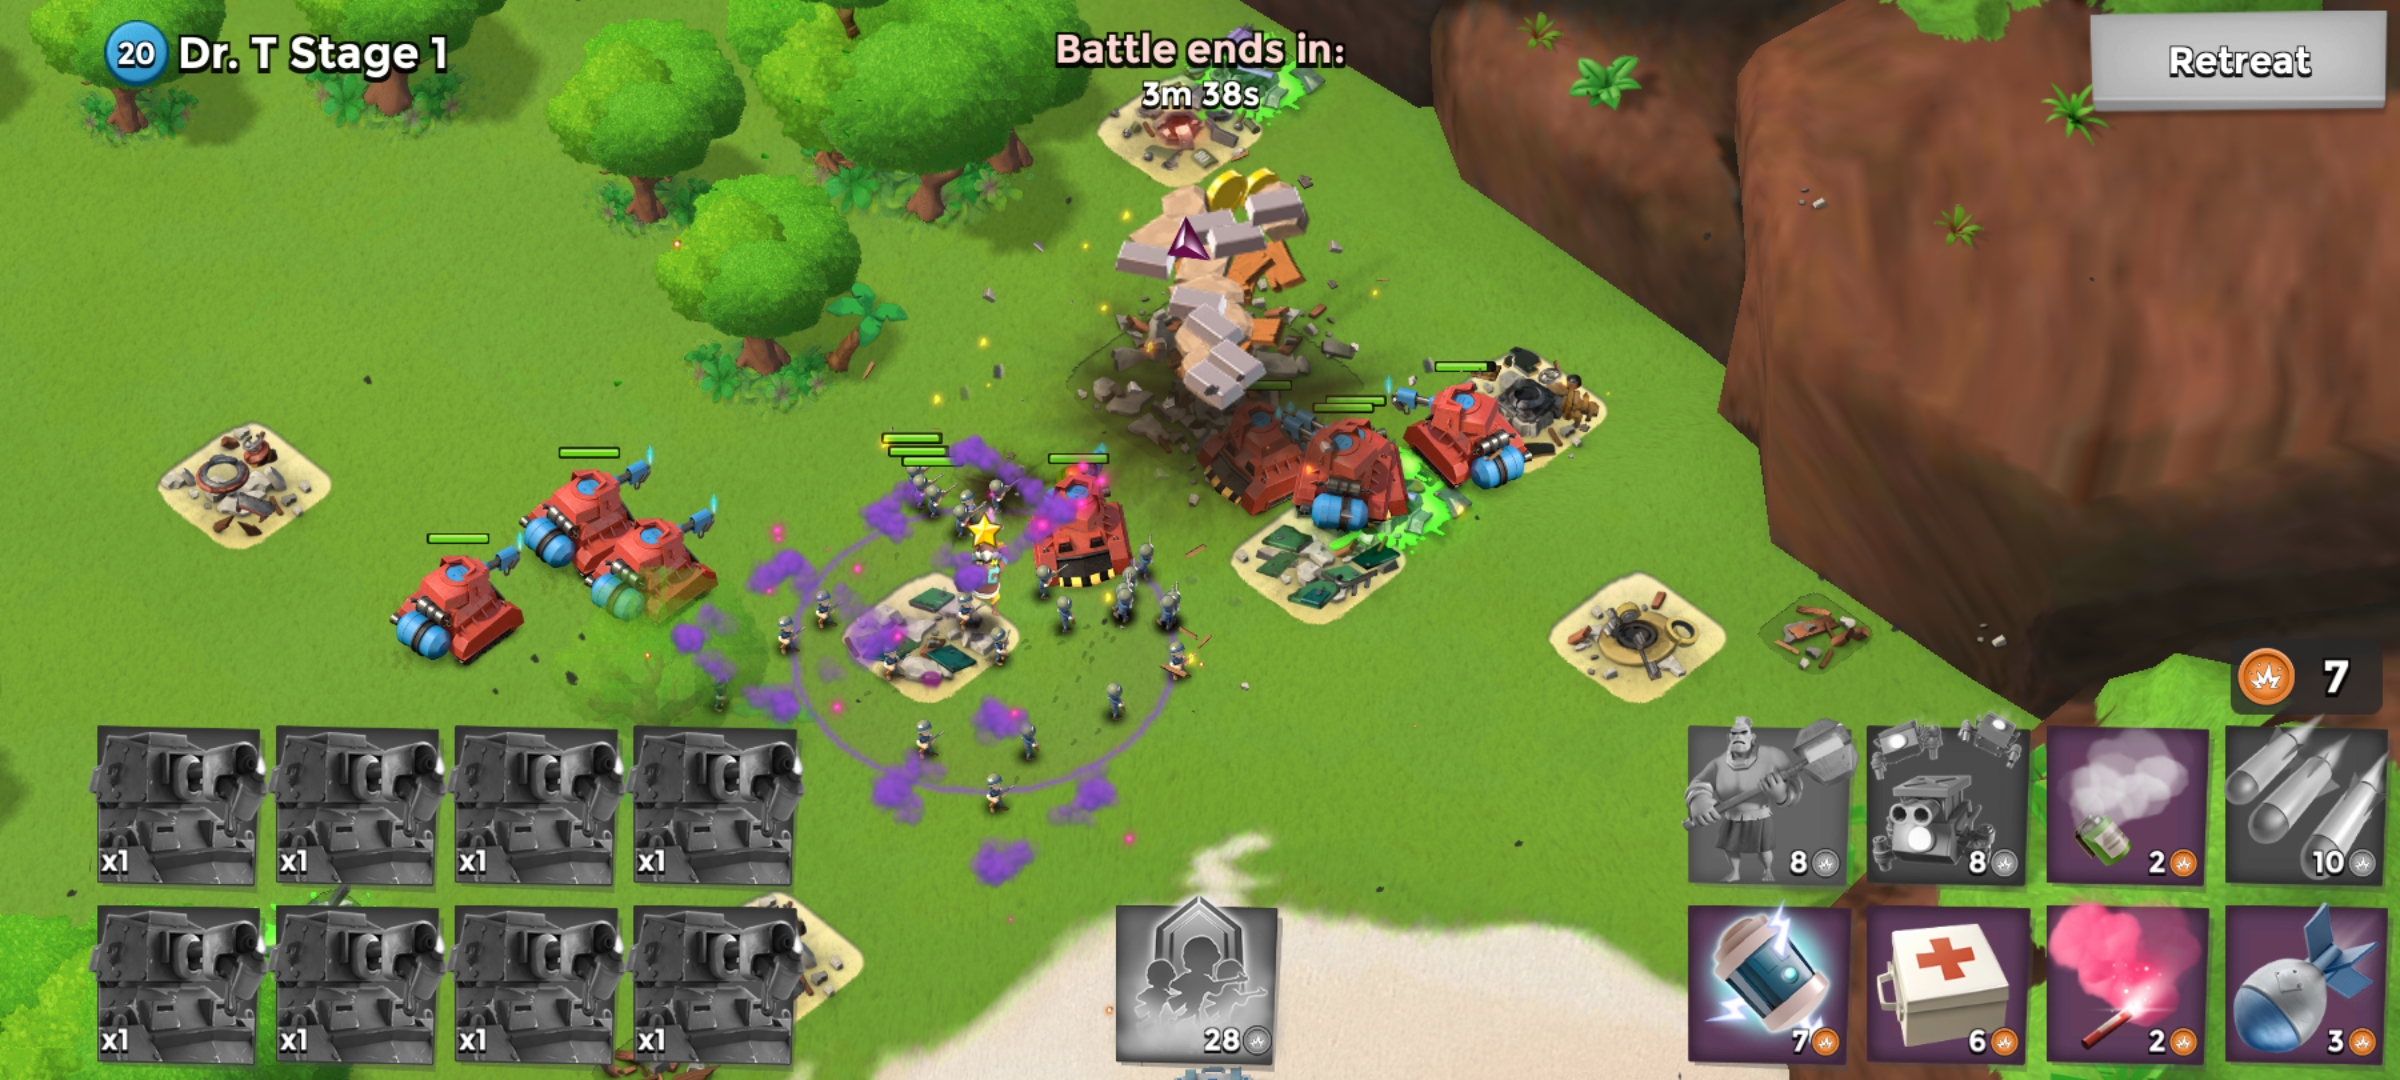 20 Dr. T Stage 1
Battle ends in:
3m 38s
Retreat
7
x1 x1 x1 x1
8 8 2 10
x1 x1 x1 x1
28
7 6 2 3